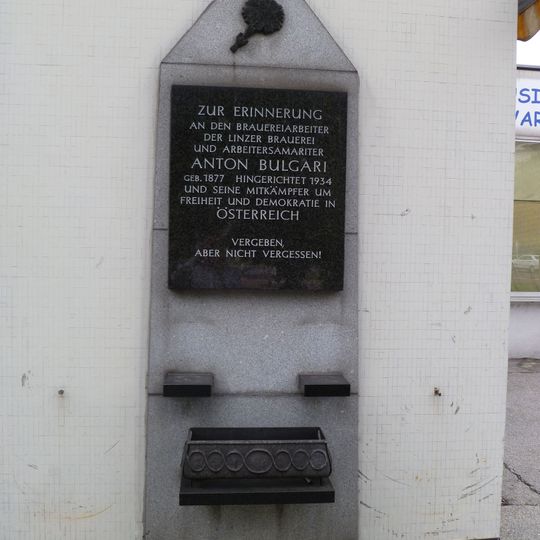 ZUR ERINNERUNG
AN DEN BRAUEREIARBEITER
DER LINZER BRAUEREI
UND ARBEITERSAMARITER
ANTON BULGARI
GEB. 1877 HINGERICHTET 1934
UND SEINE MITKÄMPFER UM
FREIHEIT UND DEMOKRATIE IN
ÖSTERREICH
VERGEBEN,
ABER NICHT VERGESSEN!